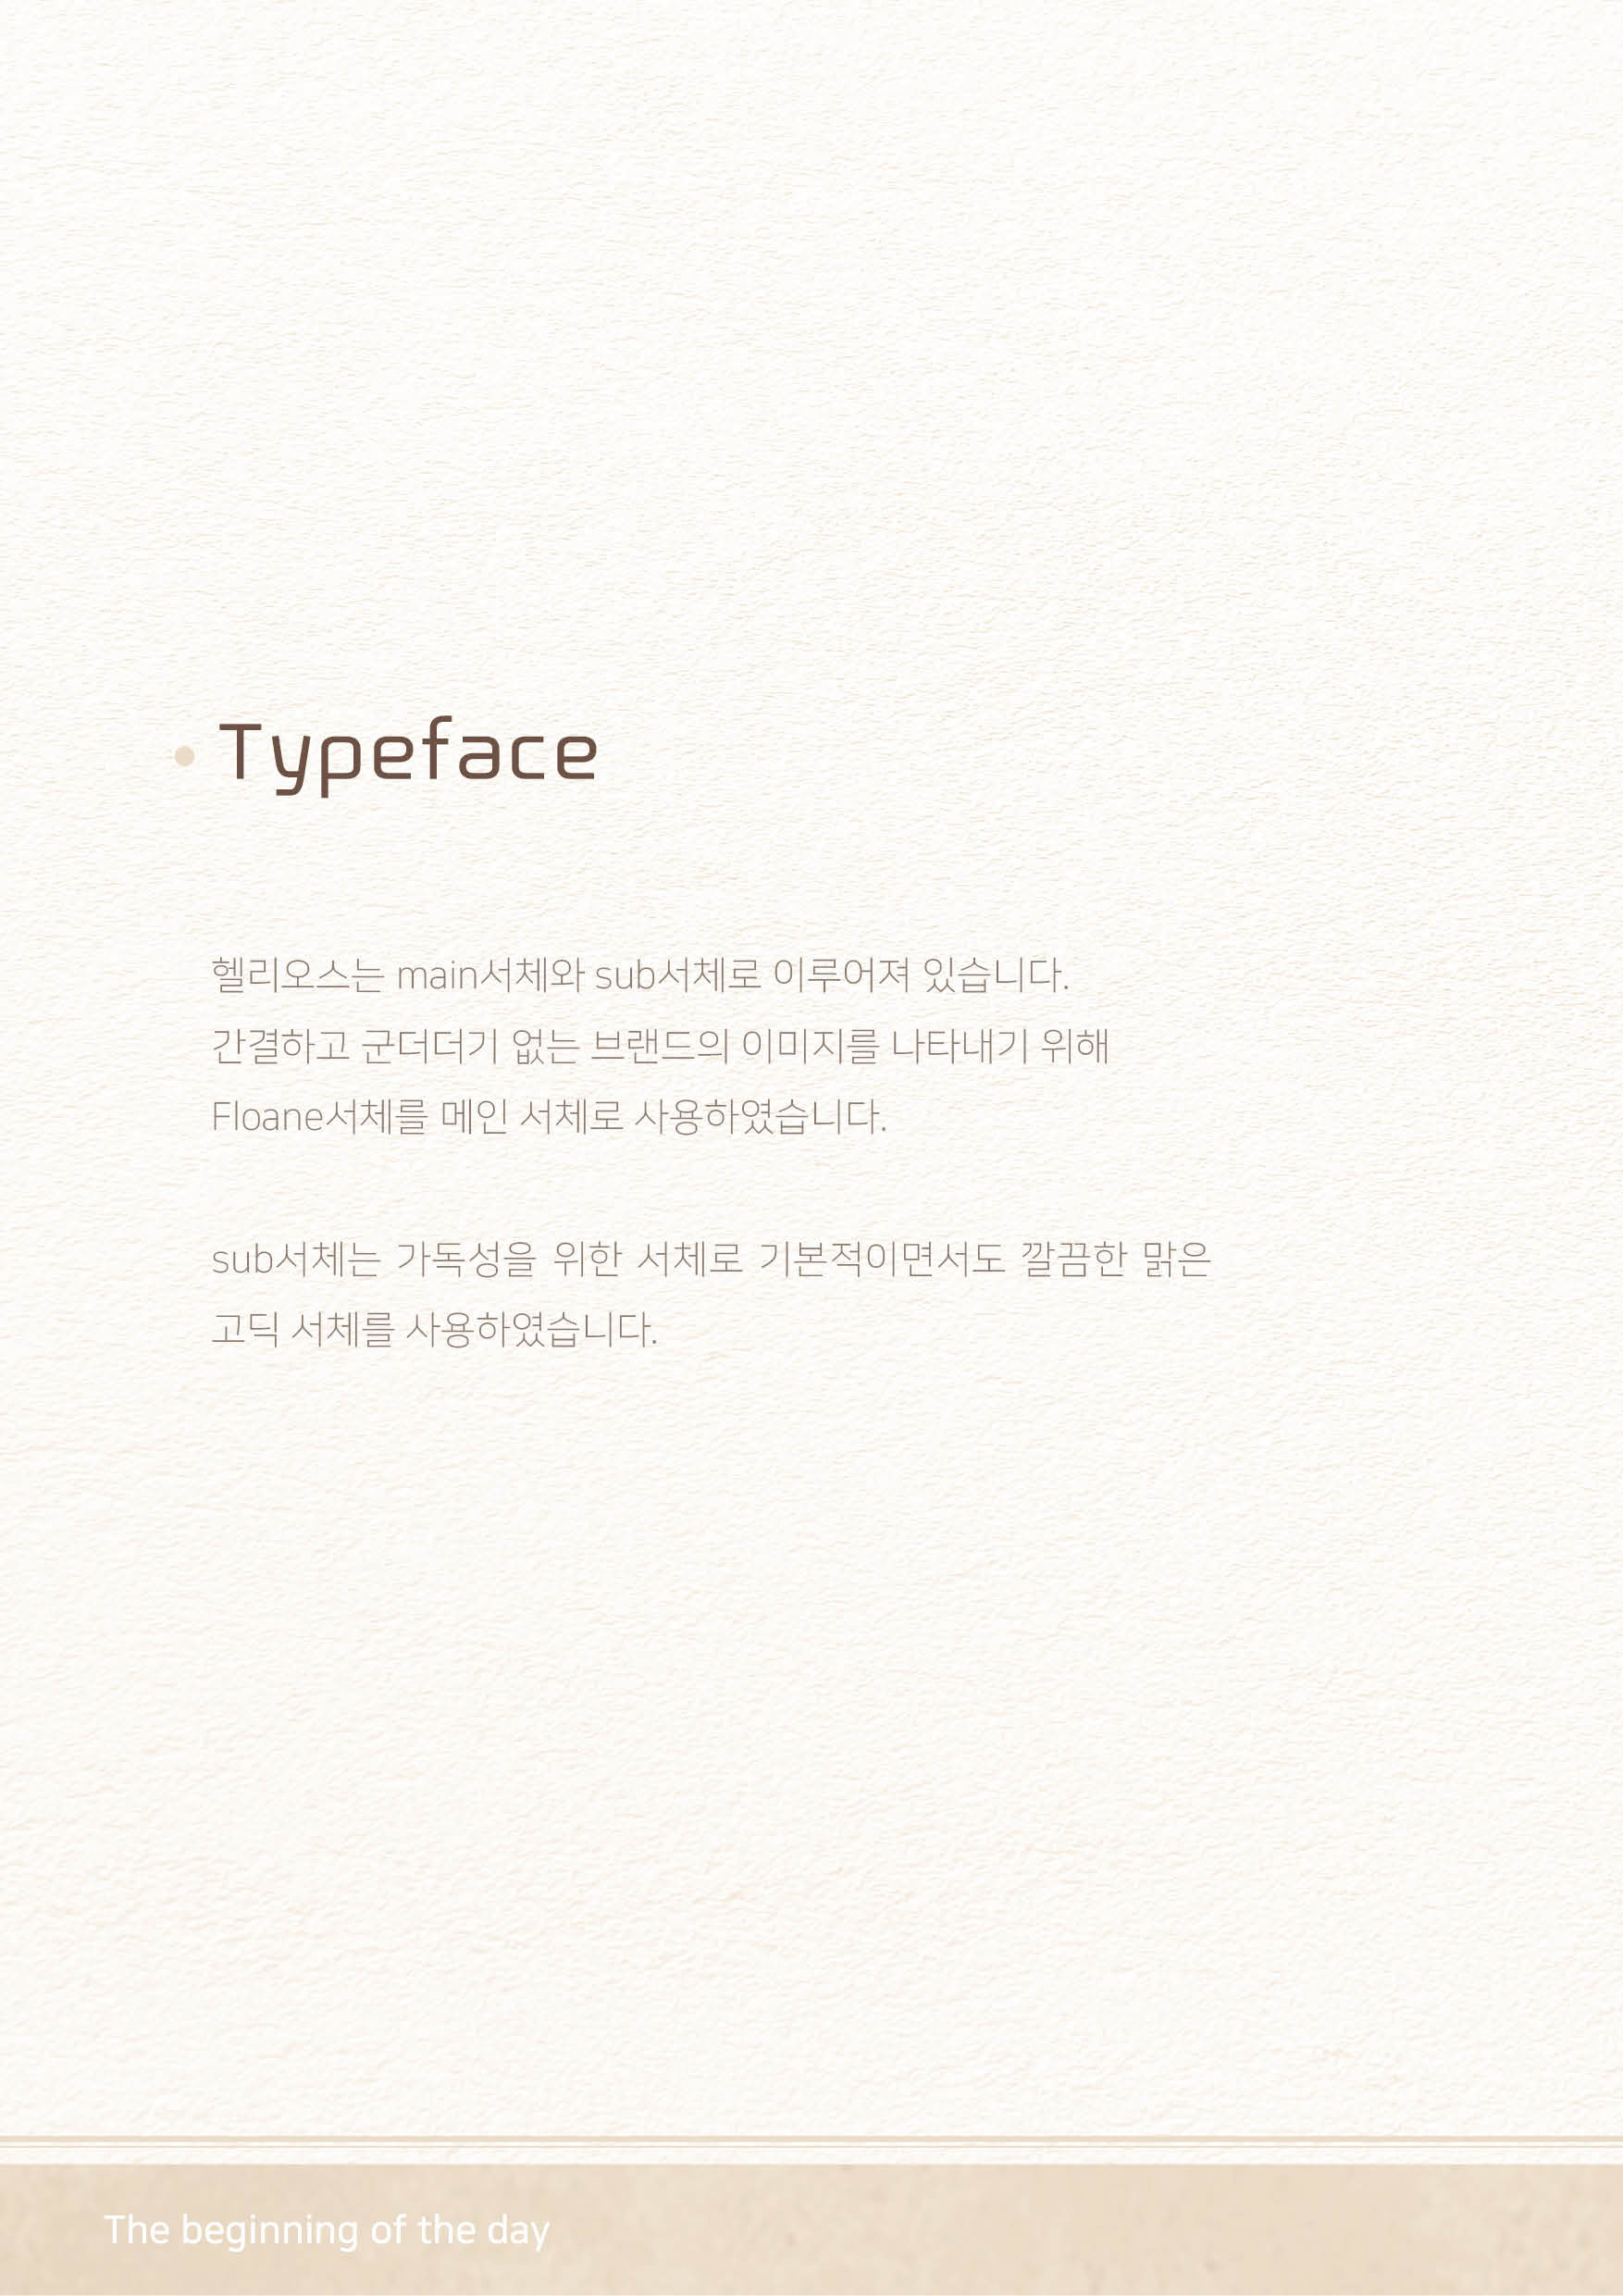 Typeface
헬리오스는 main서체와 sub서체로 이루어져 있습니다.
간결하고 군더더기 없는 브랜드의 이미지를 나타내기 위해
Floane서체를 메인 서체로 사용하였습니다.
sub서체는 가독성을 위한 서체로 기본적이면서도 깔끔한 맑은
고딕 서체를 사용하였습니다.
The beginning of the day